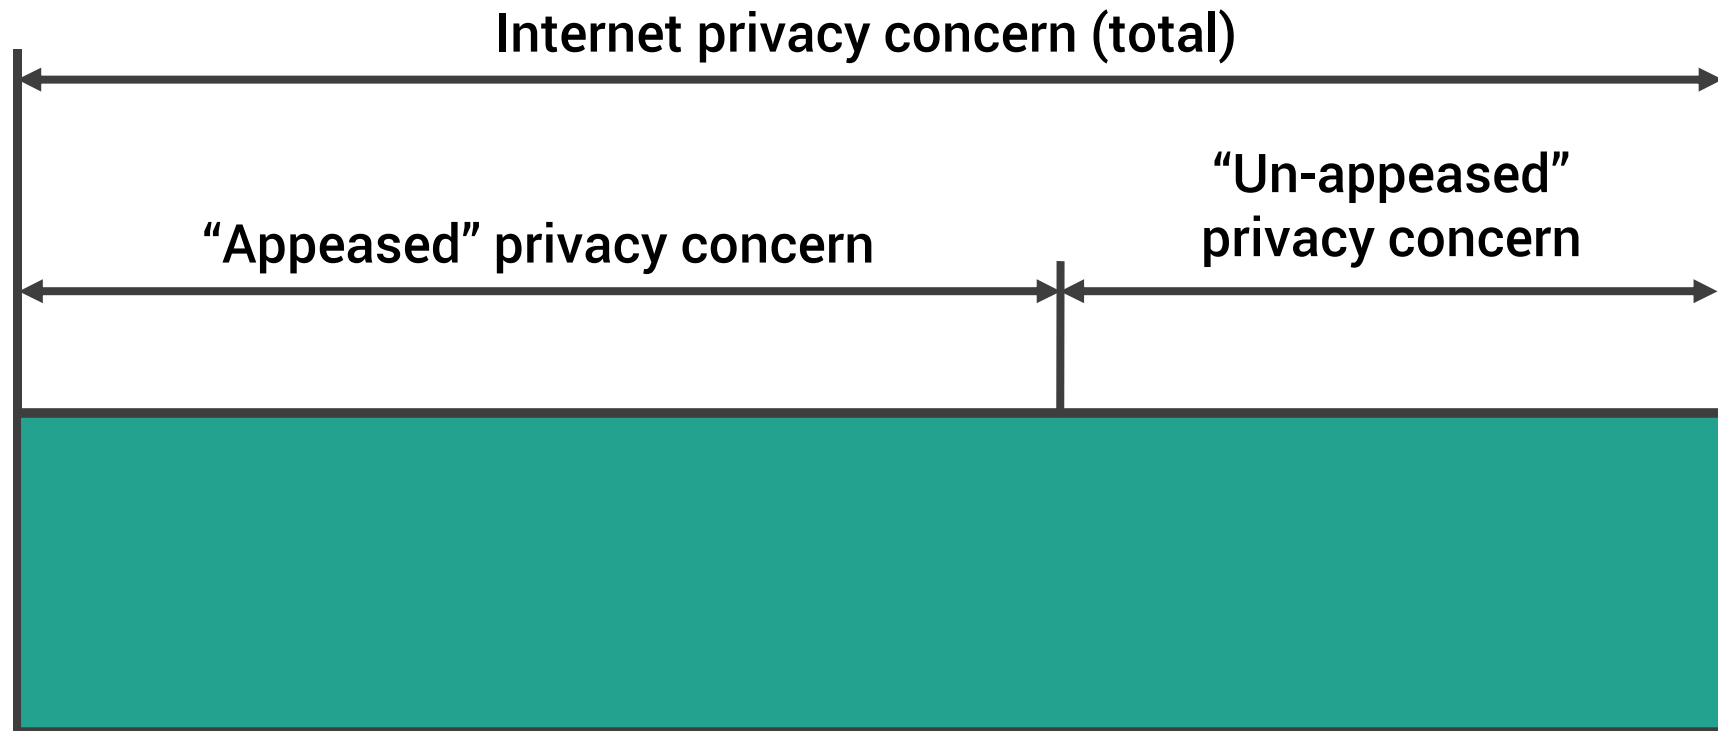 Internet privacy concern (total)
“Un-appeased”
privacy concern
“Appeased” privacy concern